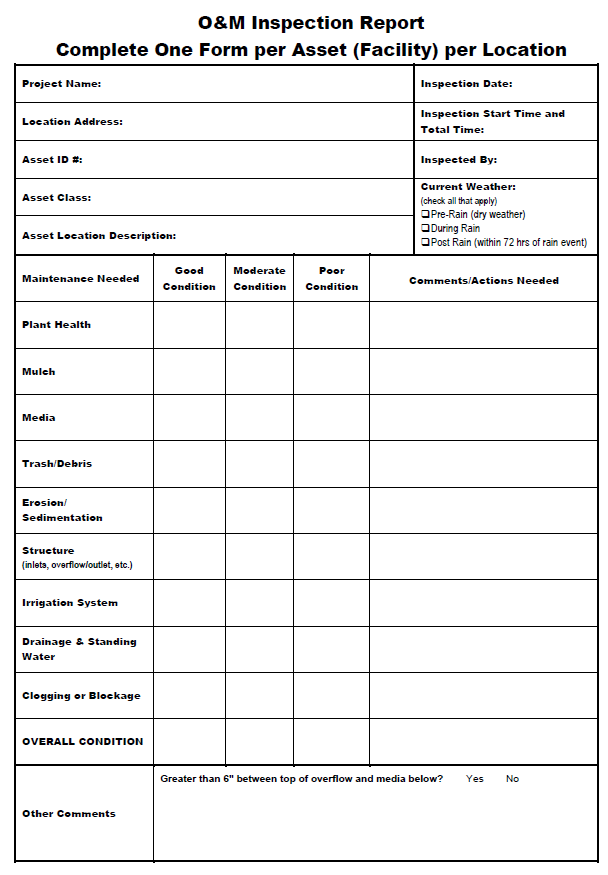 O&M Inspection Report
Complete One Form per Asset (Facility) per Location
Project Name:
Inspection Date:
Location Address:
Inspection Start Time and
Total Time:
Asset ID #:
Inspected By:
Asset Class:
Current Weather:
(check all that apply)
❑Pre-Rain (dry weather)
❑During Rain
❑Post Rain (within 72 hrs of rain event)
Asset Location Description:
Maintenance Needed
Good
Condition
Moderate
Condition
Poor
Condition
Comments/Actions Needed
Plant Health
Mulch
Media
Trash/Debris
Erosion/
Sedimentation
Structure
(inlets, overflow/outlet, etc.)
Irrigation System
Drainage & Standing
Water
Clogging or Blockage
OVERALL CONDITION
Other Comments
Greater than 6" between top of overflow and media below? Yes No